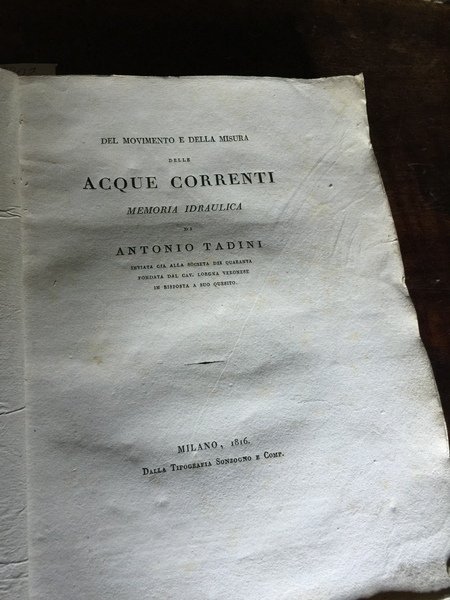 DEL MOVIMENTO E DELLA MISURA
DELLE
ACQUE CORRENTI
MEMORIA IDRAULICA
DI
ANTONIO TADINI
INVIATA GIA ALLA SOCIETÀ DEI QUARANTA
FONDATA DAL CAV. LORGNA VERONESE
IN RISPOSTA A SUO QUESITO.
MILANO, 1816.
DALLA TIPOGRAFIA SONZOGNO E COMP.